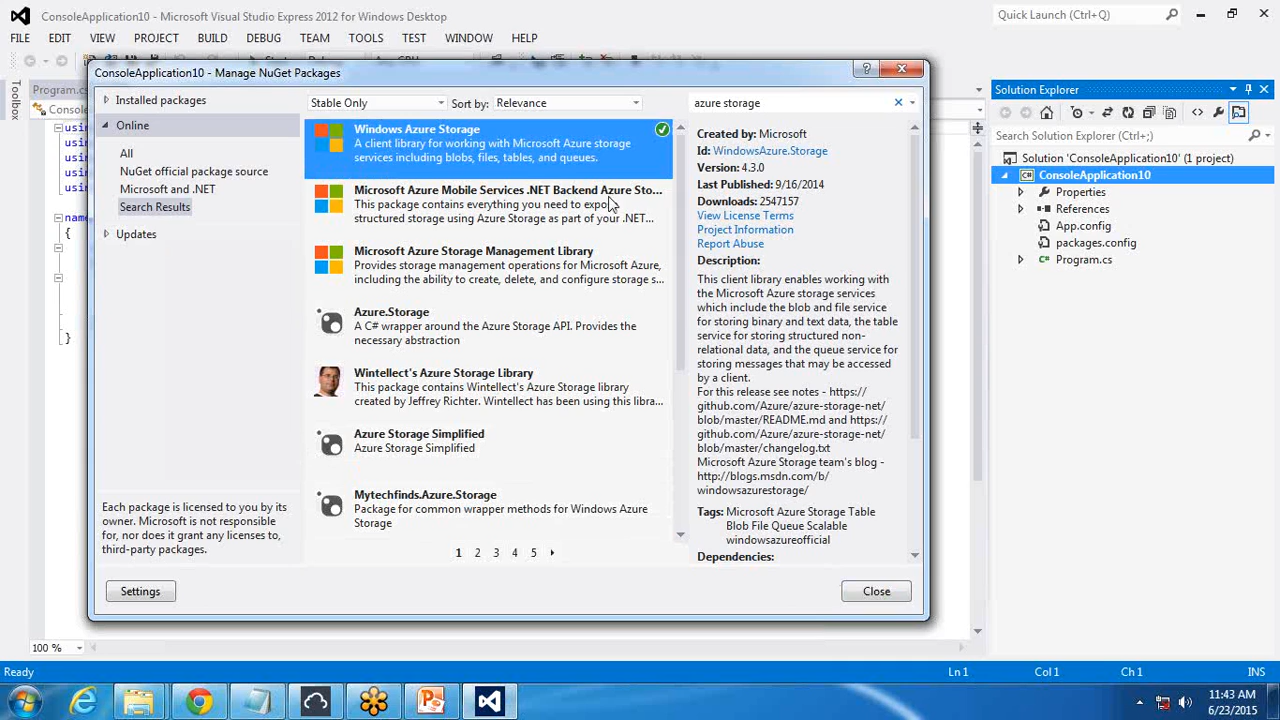 ConsoleApplication10 - Microsoft Visual Studio Express 2012 for Windows Desktop
Quick Launch (Ctrl+Q)
FILE EDIT VIEW PROJECT BUILD DEBUG TEAM TOOLS TEST WINDOW HELP
ConsoleApplication10 - Manage NuGet Packages
Toolbox
Program.cs
Console
using
using
using
using
using
name
{
}
Installed packages
Online
All
NuGet official package source
Microsoft and .NET
Search Results
Updates
Each package is licensed to you by its
owner. Microsoft is not responsible
for, nor does it grant any licenses to,
third-party packages.
Settings
Stable Only
Sort by: Relevance
Windows Azure Storage
A client library for working with Microsoft Azure storage
services including blobs, files, tables, and queues.
Microsoft Azure Mobile Services .NET Backend Azure Sto...
This package contains everything you need to expo
structured storage using Azure Storage as part of your .NET...
Microsoft Azure Storage Management Library
Provides storage management operations for Microsoft Azure,
including the ability to create, delete, and configure storage s...
Azure.Storage
A C# wrapper around the Azure Storage API. Provides the
necessary abstraction
Wintellect's Azure Storage Library
This package contains Wintellect's Azure Storage library
created by Jeffrey Richter. Wintellect has been using this libra...
Azure Storage Simplified
Azure Storage Simplified
Mytechfinds.Azure.Storage
Package for common wrapper methods for Windows Azure
Storage
1 2 3 4 5
azure storage
Created by: Microsoft
Id: WindowsAzure.Storage
Version: 4.3.0
Last Published: 9/16/2014
Downloads: 2547157
View License Terms
Project Information
Report Abuse
Description:
This client library enables working with
the Microsoft Azure storage services
which include the blob and file service
for storing binary and text data, the table
service for storing structured non-
relational data, and the queue service for
storing messages that may be accessed
by a client.
For this release see notes - https://
github.com/Azure/azure-storage-net/
blob/master/README.md and https://
github.com/Azure/azure-storage-net/
blob/master/changelog.txt
Microsoft Azure Storage team's blog -
http://blogs.msdn.com/b/
windowsazurestorage/
Tags: Microsoft Azure Storage Table
Blob File Queue Scalable
windowsazureofficial
Dependencies:
Close
Solution Explorer
Search Solution Explorer (Ctrl+;)
Solution 'ConsoleApplication10' (1 project)
ConsoleApplication10
Properties
References
App.config
packages.config
Program.cs
100 %
Ready
Ln 1
Col 1
Ch 1
INS
11:43 AM
6/23/2015